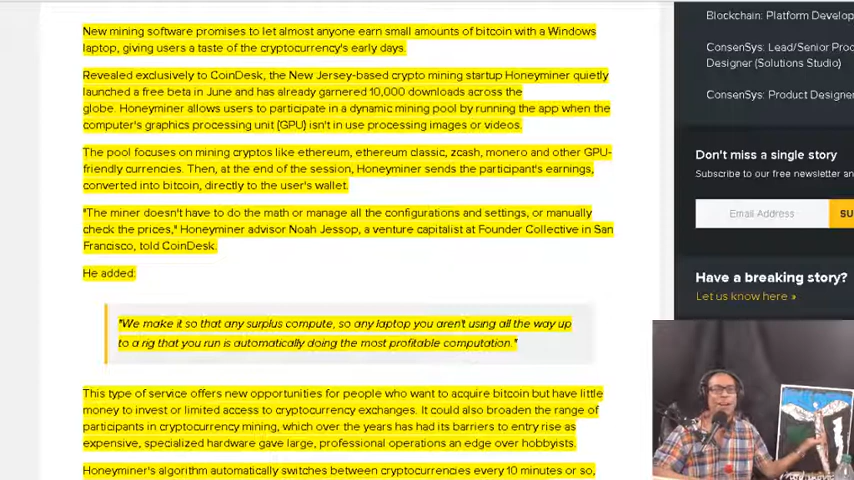 New mining software promises to let almost anyone earn small amounts of bitcoin with a Windows
laptop, giving users a taste of the cryptocurrency's early days.
Revealed exclusively to CoinDesk, the New Jersey-based crypto mining startup Honeyminer quietly
launched a free beta in June and has already garnered 10,000 downloads across the
globe. Honeyminer allows users to participate in a dynamic mining pool by running the app when the
computer's graphics processing unit (GPU) isn't in use processing images or videos.
The pool focuses on mining cryptos like ethereum, ethereum classic, zcash, monero and other GPU-
friendly currencies. Then, at the end of the session, Honeyminer sends the participant's earnings,
converted into bitcoin, directly to the user's wallet.
"The miner doesn't have to do the math or manage all the configurations and settings, or manually
check the prices," Honeyminer advisor Noah Jessop, a venture capitalist at Founder Collective in San
Francisco, told CoinDesk.
He added:
"We make it so that any surplus compute, so any laptop you aren't using all the way up
to a rig that you run is automatically doing the most profitable computation."
This type of service offers new opportunities for people who want to acquire bitcoin but have little
money to invest or limited access to cryptocurrency exchanges. It could also broaden the range of
participants in cryptocurrency mining, which over the years has had its barriers to entry rise as
expensive, specialized hardware gave large, professional operations an edge over hobbyists.
Honeyminer's algorithm automatically switches between cryptocurrencies every 10 minutes or so,
Blockchain: Platform Develop
ConsenSys: Lead/Senior Prod
Designer (Solutions Studio)
ConsenSys: Product Designer
Don't miss a single story
Subscribe to our free newsletter an
Email Address
SU
Have a breaking story?
Let us know here »